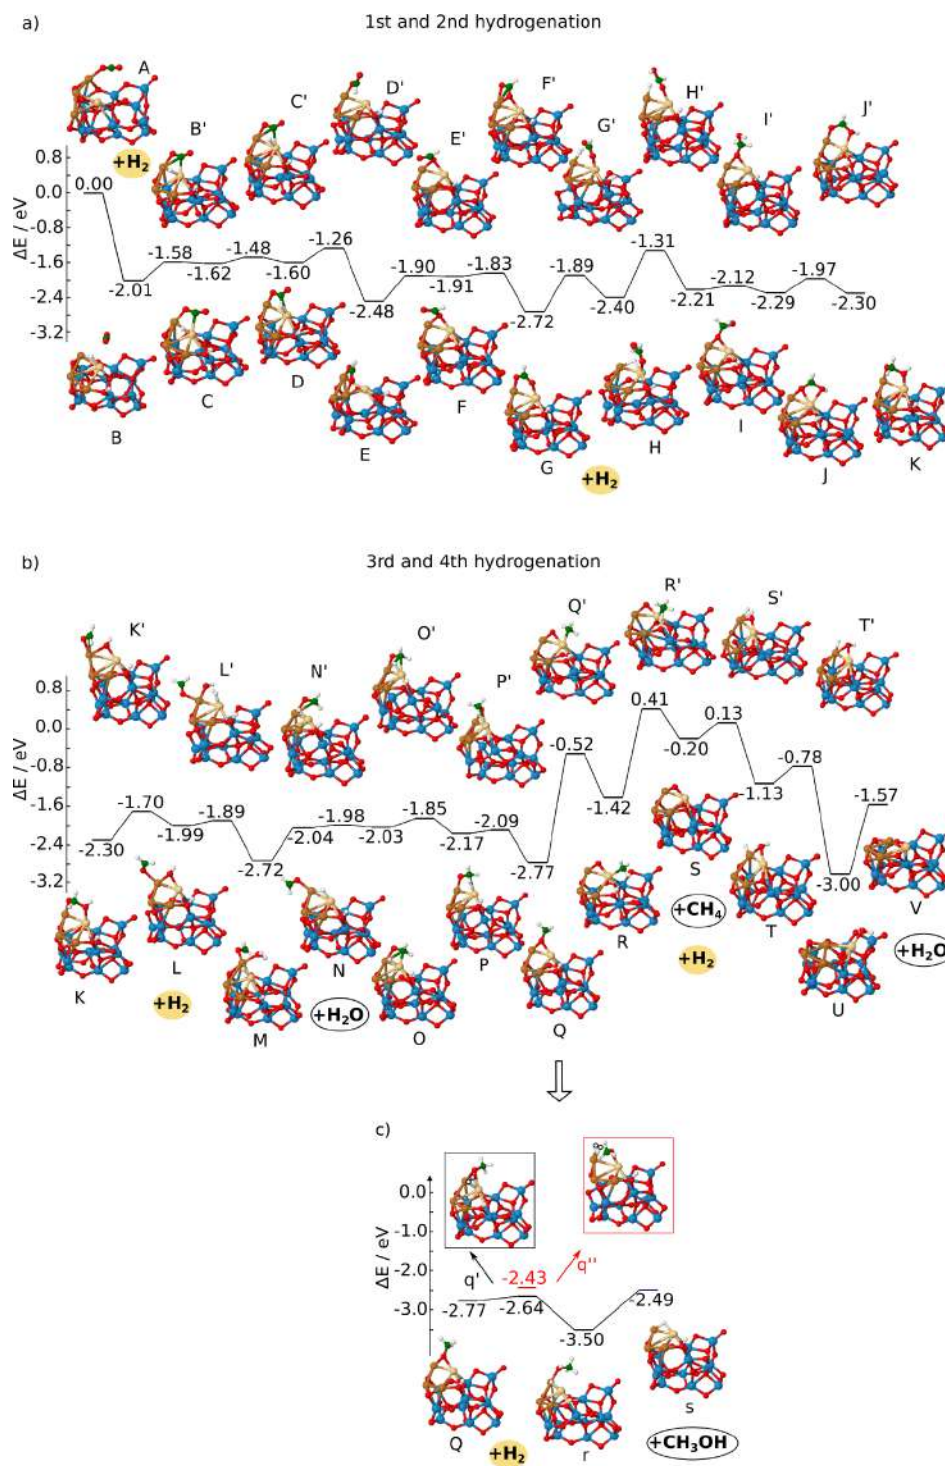 a)
1st and 2nd hydrogenation
A
B'
C'
D'
E'
F'
G'
H'
I'
J'
+H₂
ΔE / eV
0.8
0.0
-0.8
-1.6
-2.4
-3.2
0.00
-2.01
-1.58
-1.62
-1.48
-1.60
-1.26
-2.48
-1.90
-1.91
-1.83
-2.72
-1.89
-2.40
-1.31
-2.21
-2.12
-2.29
-1.97
-2.30
B
C
D
E
F
G
H
I
J
K
+H₂
b)
3rd and 4th hydrogenation
K'
L'
N'
O'
P'
Q'
R'
S'
T'
ΔE / eV
0.8
0.0
-0.8
-1.6
-2.4
-3.2
-2.30
-1.70
-1.99
-1.89
-2.72
-2.04
-1.98
-2.03
-1.85
-2.17
-2.09
-2.77
-0.52
-1.42
0.41
-0.20
0.13
-1.13
-0.78
-3.00
-1.57
K
L
M
N
O
P
Q
R
S
T
U
V
+H₂
+H₂O
+CH₄
+H₂
+H₂O
c)
ΔE / eV
0.0
-1.0
-2.0
-3.0
q'
-2.43
q''
-2.77
-2.64
-3.50
-2.49
Q
+H₂
r
s
+CH₃OH